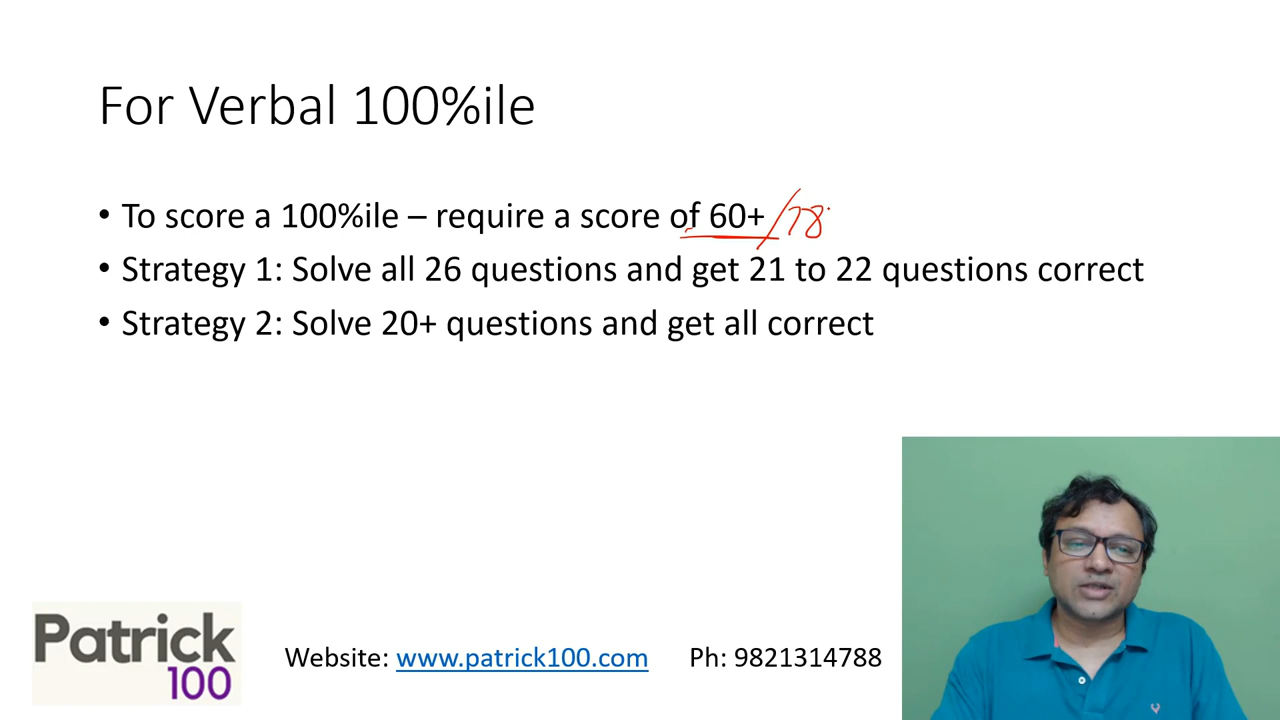 For Verbal 100%ile
• To score a 100%ile – require a score of 60+ /78
• Strategy 1: Solve all 26 questions and get 21 to 22 questions correct
• Strategy 2: Solve 20+ questions and get all correct
Patrick
100
Website: www.patrick100.com Ph: 9821314788